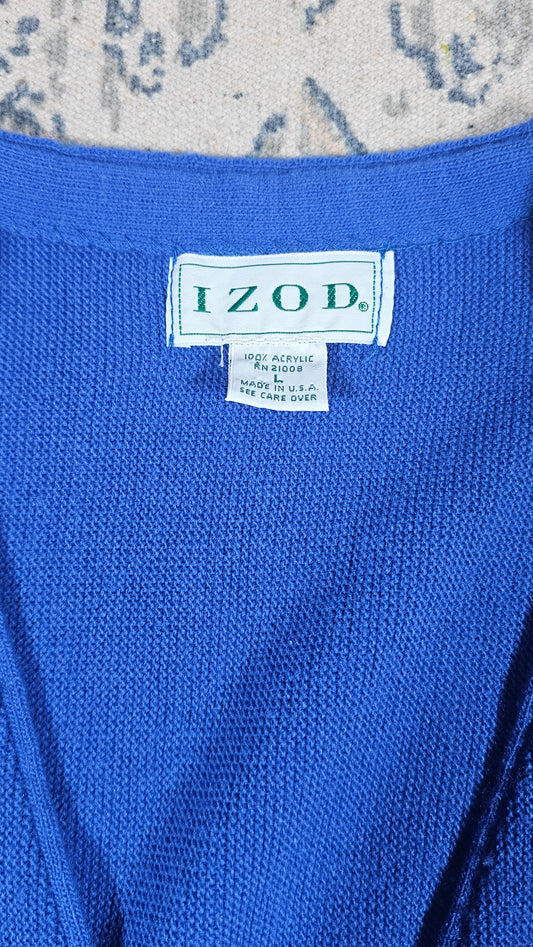 IZOD®
100% ACRYLIC
RN 21008
L
MADE IN U.S.A.
SEE CARE OVER